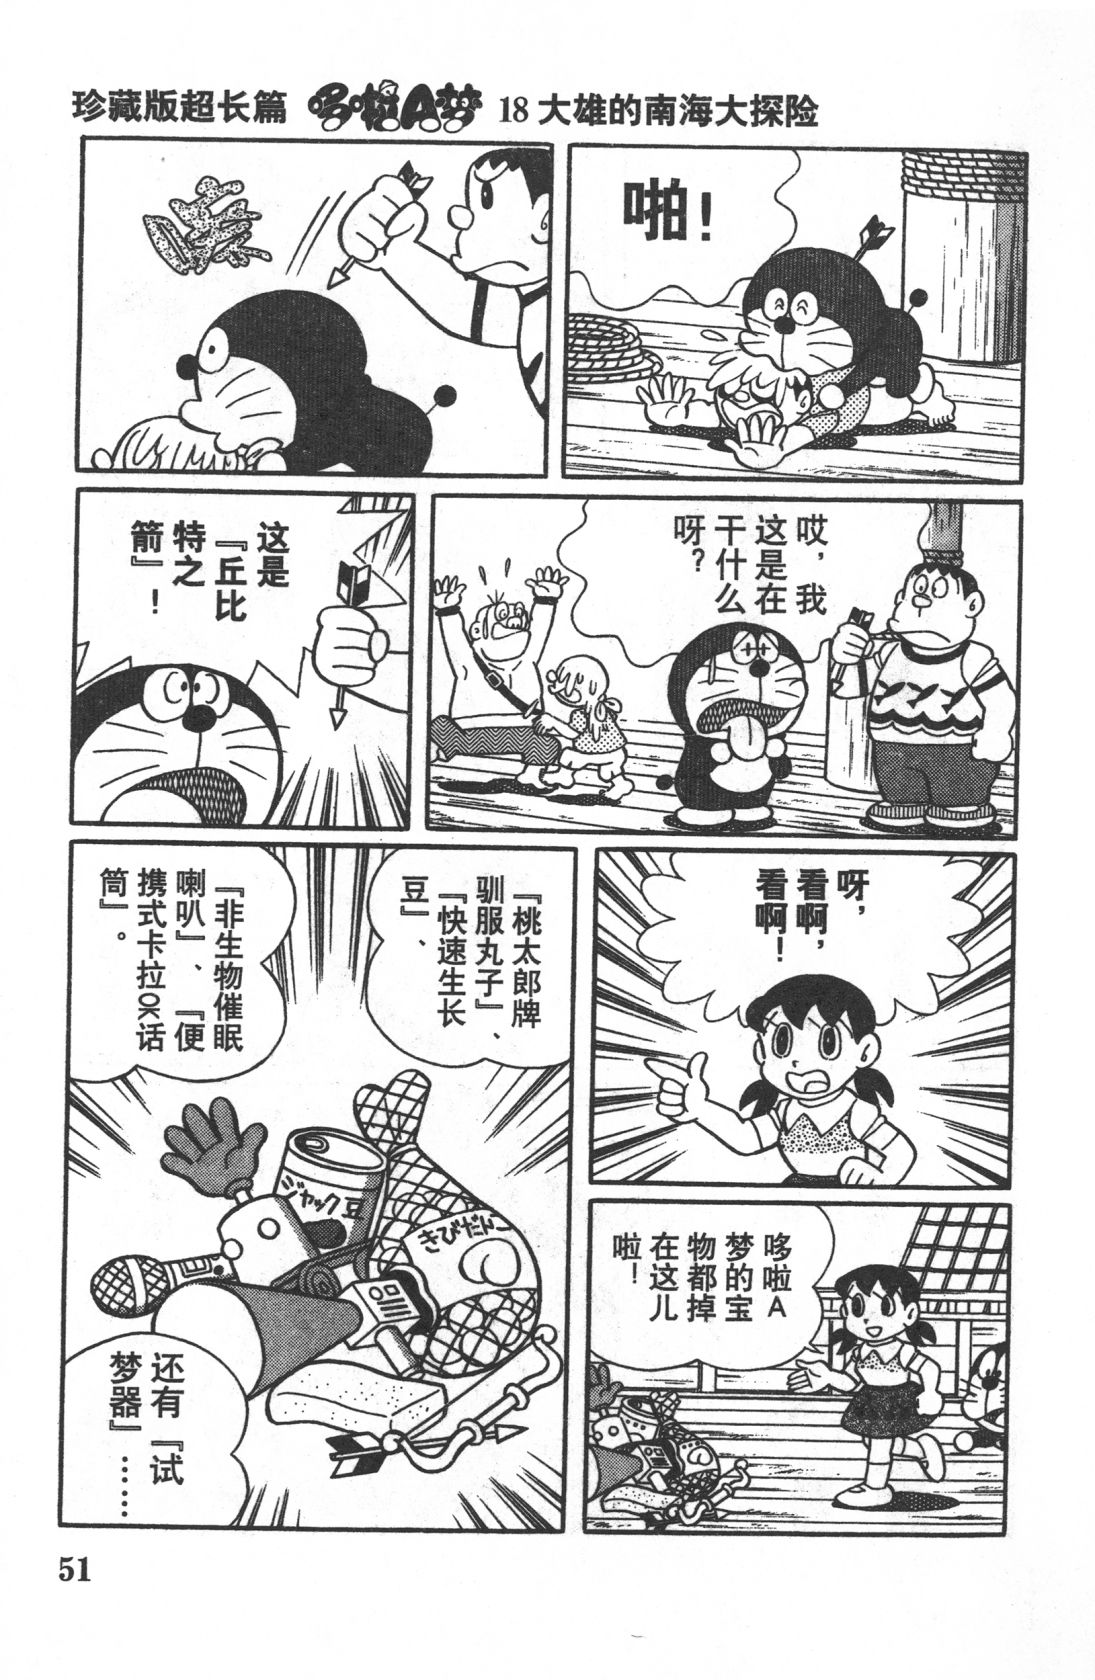 珍藏版超长篇 哆啦A梦 18 大雄的南海大探险
啪！
这是
『丘比
特之
箭』！
哎，我
这是在
干什么
呀？
呀，
看啊，
看啊！
『桃太郎牌
驯服丸子』、
『快速生长
豆』、
『非生物催眠
喇叭』、『便
携式卡拉OK话
筒』。
ジャック豆
きびだんご
还有『试
梦器』……
哆啦A
梦的宝
物都掉
在这儿
啦！
51